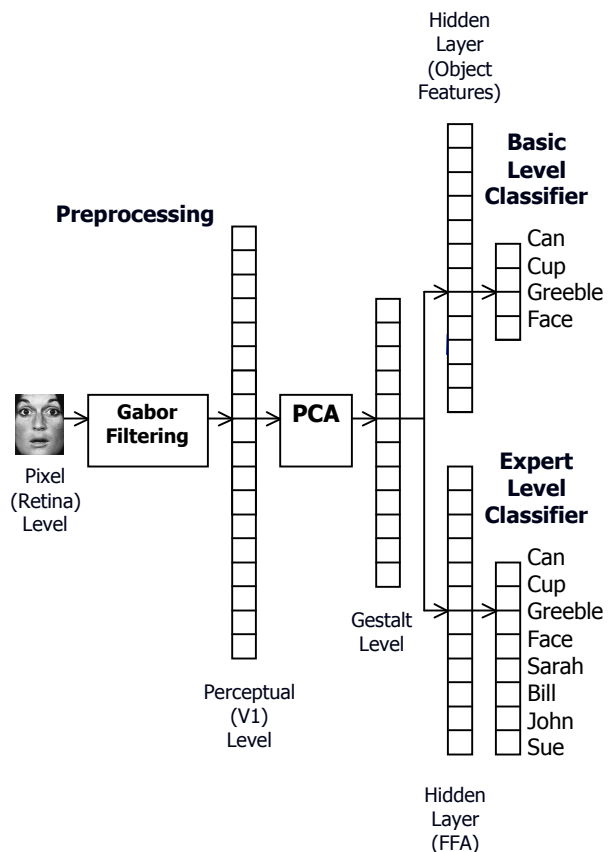 Hidden
Layer
(Object
Features)
Basic
Level
Classifier
Preprocessing
Can
Cup
Greeble
Face
Gabor
Filtering
PCA
Pixel
(Retina)
Level
Expert
Level
Classifier
Can
Cup
Greeble
Face
Sarah
Bill
John
Sue
Gestalt
Level
Perceptual
(V1)
Level
Hidden
Layer
(FFA)